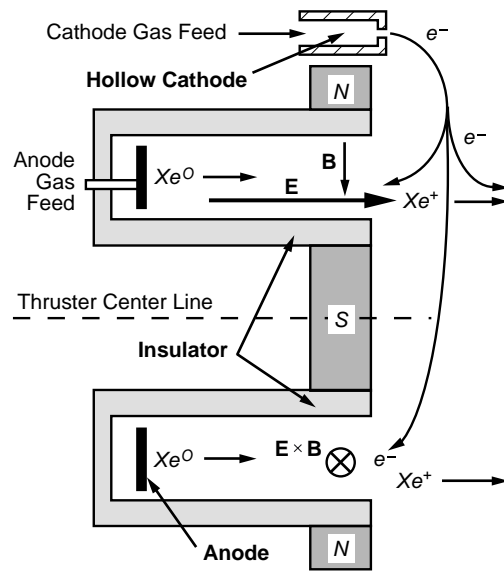 Cathode Gas Feed
e⁻
Hollow Cathode
N
e⁻
Anode
Gas
Feed
Xe⁰
B
E
Xe⁺
Thruster Center Line
S
Insulator
Xe⁰
E × B
e⁻
Xe⁺
Anode
N